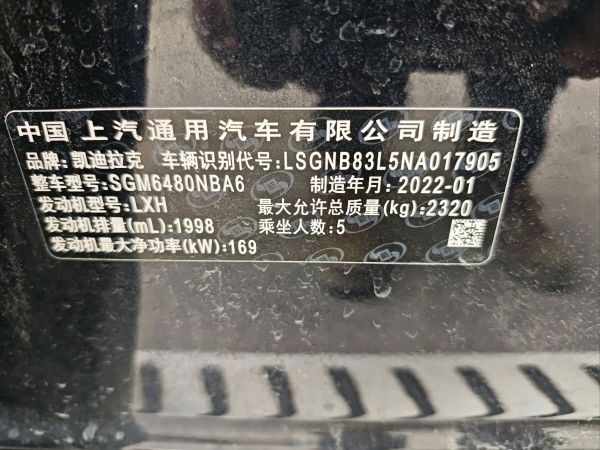 中国 上汽通用汽车有限公司制造
品牌: 凯迪拉克 车辆识别代号: LSGNB83L5NA017905
整车型号: SGM6480NBA6 制造年月: 2022-01
发动机型号: LXH 最大允许总质量(kg): 2320
发动机排量(mL): 1998 乘坐人数: 5
发动机最大净功率(kW): 169